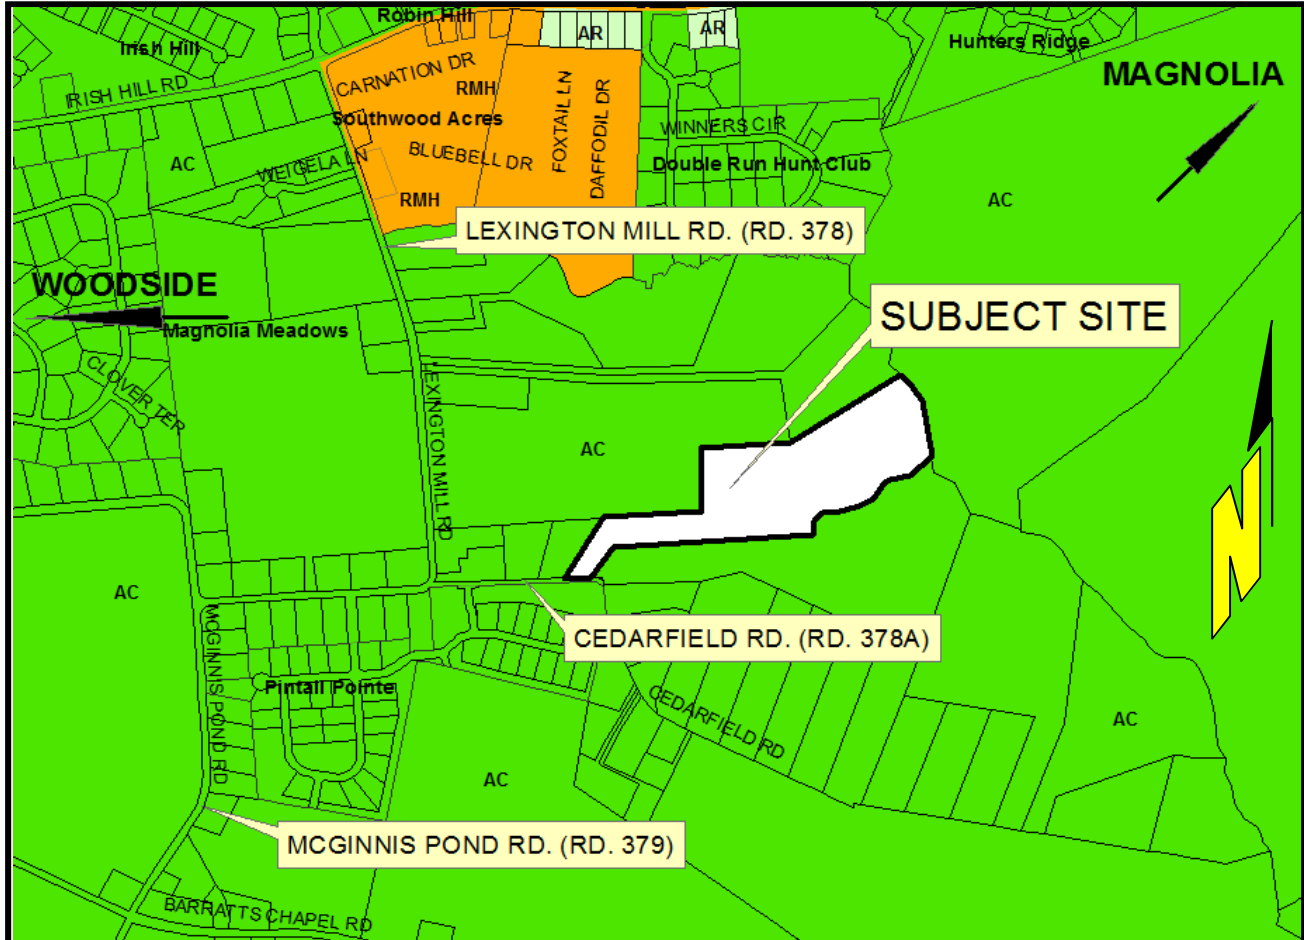 Robin Hill
AR
AR
Irish Hill
Hunters Ridge
MAGNOLIA
CARNATION DR
IRISH HILL RD
RMH
Southwood Acres
FOXTAIL LN
DAFFODIL DR
WINNERS CIR
AC
WEIGELA LN
BLUEBELL DR
Double Run Hunt Club
RMH
AC
LEXINGTON MILL RD. (RD. 378)
WOODSIDE
Magnolia Meadows
SUBJECT SITE
CLOVER TER
LEXINGTON MILL RD
AC
N
AC
MCGINNIS POND RD
CEDARFIELD RD. (RD. 378A)
Pintail Pointe
CEDARFIELD RD
AC
AC
MCGINNIS POND RD. (RD. 379)
BARRATTS CHAPEL RD